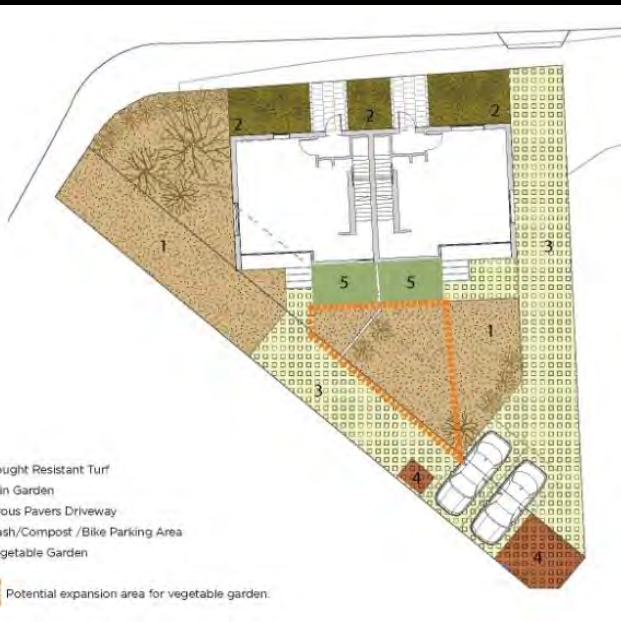 2
2
2
1
3
5
5
1
3
4
4
ought Resistant Turf
in Garden
ous Pavers Driveway
ash/Compost /Bike Parking Area
getable Garden
Potential expansion area for vegetable garden.